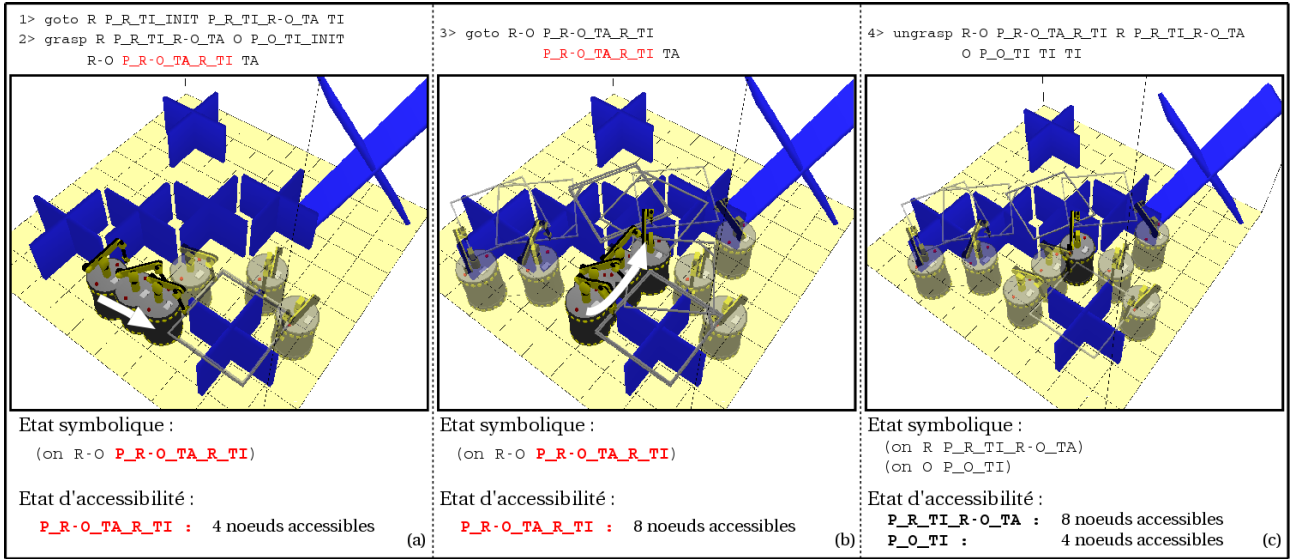 1> goto R P_R_TI_INIT P_R_TI_R-O_TA TI
2> grasp R P_R_TI_R-O_TA O P_O_TI_INIT
R-O P_R-O_TA_R_TI TA
Etat symbolique :
(on R-O P_R-O_TA_R_TI)
Etat d'accessibilité :
P_R-O_TA_R_TI : 4 noeuds accessibles
(a)
3> goto R-O P_R-O_TA_R_TI
P_R-O_TA_R_TI TA
Etat symbolique :
(on R-O P_R-O_TA_R_TI)
Etat d'accessibilité :
P_R-O_TA_R_TI : 8 noeuds accessibles
(b)
4> ungrasp R-O P_R-O_TA_R_TI R P_R_TI_R-O_TA
O P_O_TI TI TI
Etat symbolique :
(on R P_R_TI_R-O_TA)
(on O P_O_TI)
Etat d'accessibilité :
P_R_TI_R-O_TA : 8 noeuds accessibles
P_O_TI : 4 noeuds accessibles
(c)